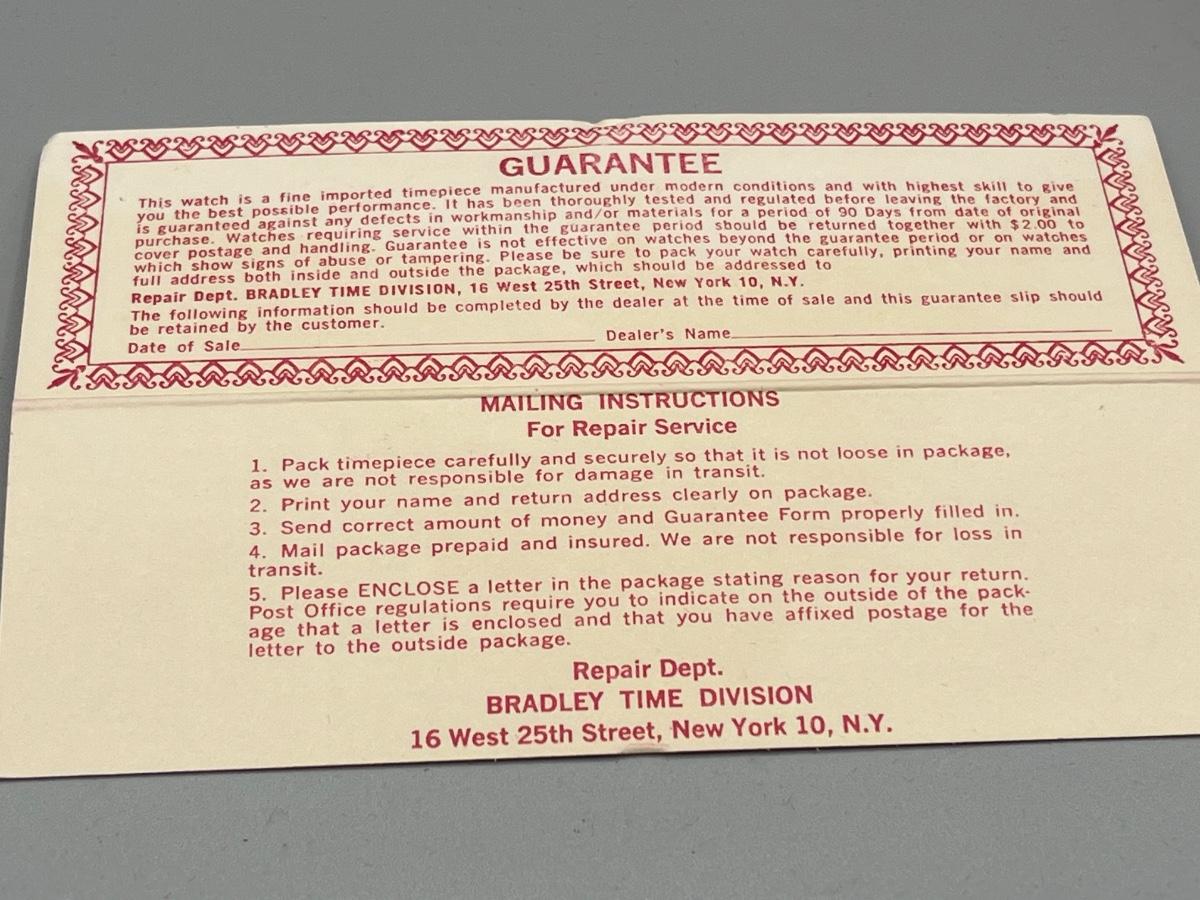 GUARANTEE
This watch is a fine imported timepiece manufactured under modern conditions and with highest skill to give
you the best possible performance. It has been thoroughly tested and regulated before leaving the factory and
is guaranteed against any defects in workmanship and/or materials for a period of 90 Days from date of original
purchase. Watches requiring service within the guarantee period should be returned together with $2.00 to
cover postage and handling. Guarantee is not effective on watches beyond the guarantee period or on watches
which show signs of abuse or tampering. Please be sure to pack your watch carefully, printing your name and
full address both inside and outside the package, which should be addressed to
Repair Dept. BRADLEY TIME DIVISION, 16 West 25th Street, New York 10, N.Y.
The following information should be completed by the dealer at the time of sale and this guarantee slip should
be retained by the customer.
Date of Sale Dealer's Name
MAILING INSTRUCTIONS
For Repair Service
1. Pack timepiece carefully and securely so that it is not loose in package,
as we are not responsible for damage in transit.
2. Print your name and return address clearly on package.
3. Send correct amount of money and Guarantee Form properly filled in.
4. Mail package prepaid and insured. We are not responsible for loss in
transit.
5. Please ENCLOSE a letter in the package stating reason for your return.
Post Office regulations require you to indicate on the outside of the pack-
age that a letter is enclosed and that you have affixed postage for the
letter to the outside package.
Repair Dept.
BRADLEY TIME DIVISION
16 West 25th Street, New York 10, N.Y.